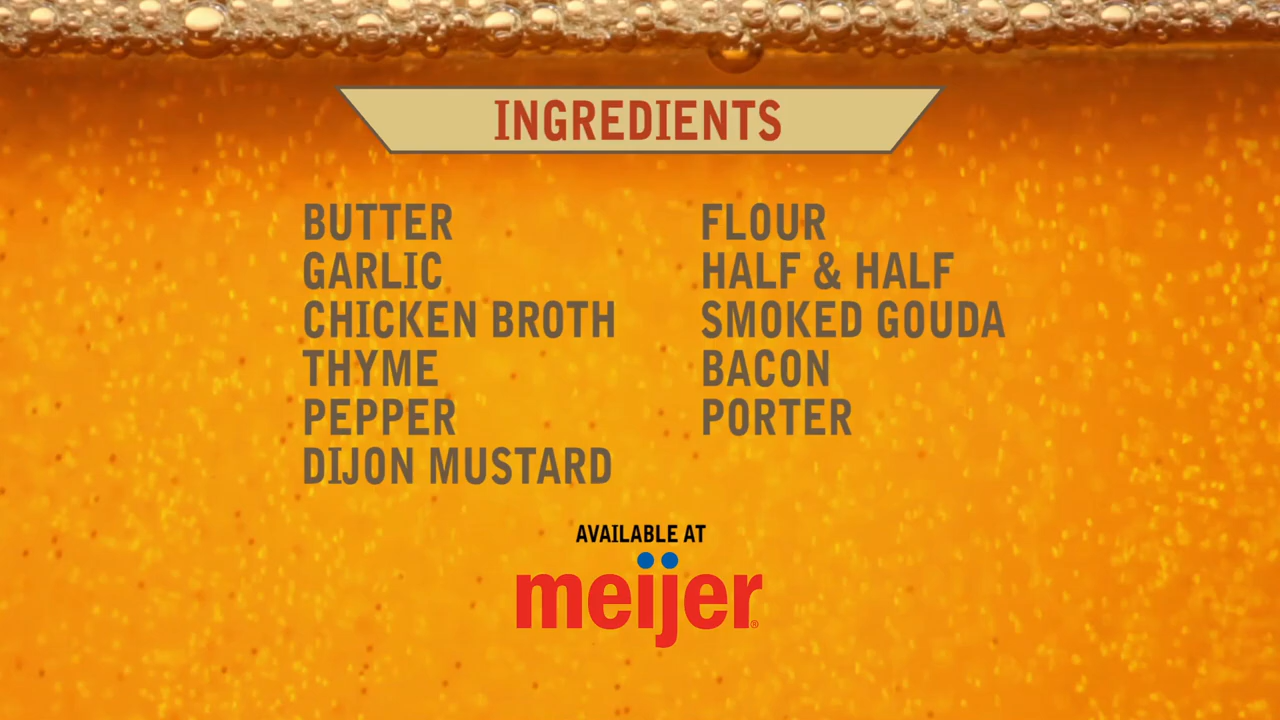 INGREDIENTS
BUTTER
GARLIC
CHICKEN BROTH
THYME
PEPPER
DIJON MUSTARD
FLOUR
HALF & HALF
SMOKED GOUDA
BACON
PORTER
AVAILABLE AT
meijer®